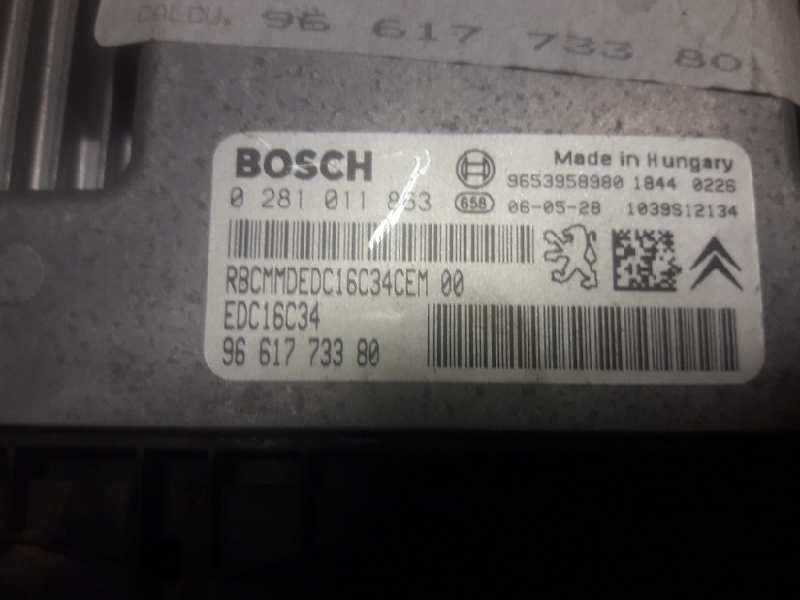 CALCU. 96 617 733 80
BOSCH
Made in Hungary
0 281 011 863
658
9653958980 1844 0226
06-05-28 1039S12134
RBCMMDEDC16C34CEM 00
EDC16C34
96 617 733 80